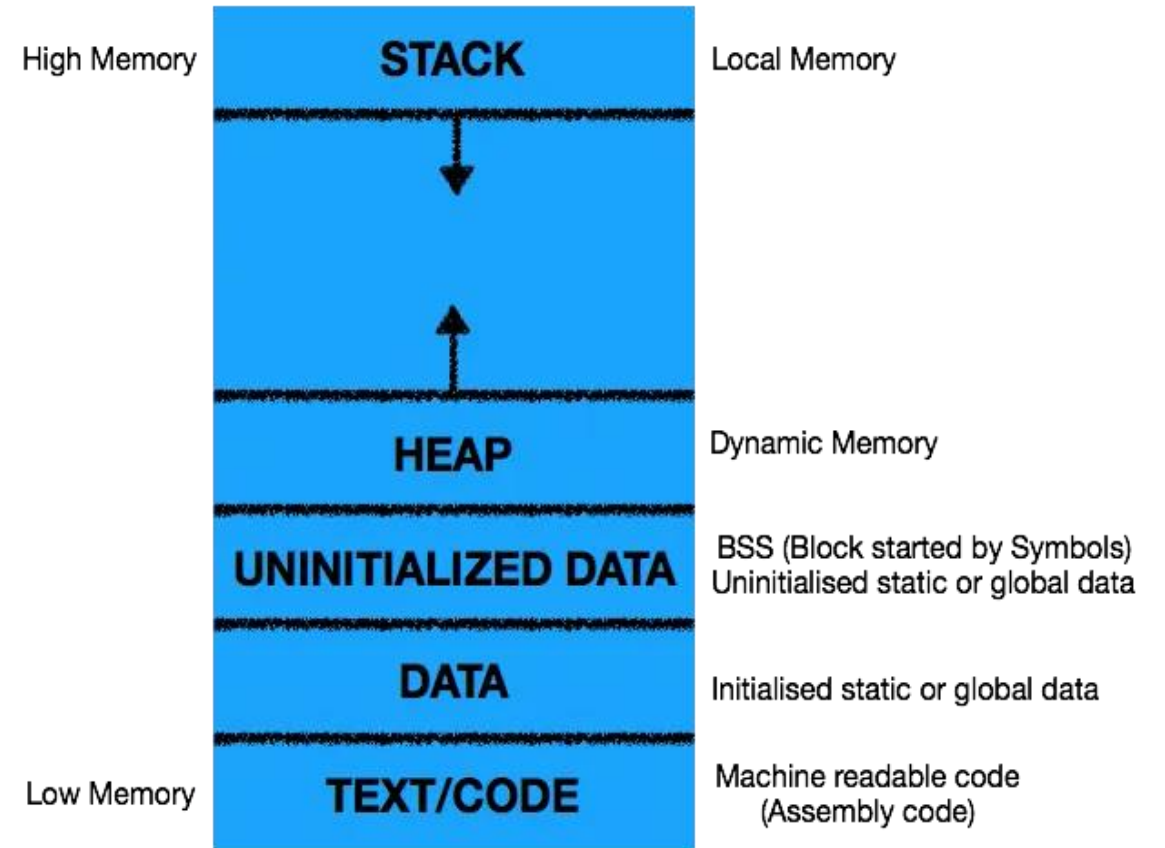 High Memory
STACK
Local Memory
HEAP
Dynamic Memory
UNINITIALIZED DATA
BSS (Block started by Symbols)
Uninitialised static or global data
DATA
Initialised static or global data
Low Memory
TEXT/CODE
Machine readable code
(Assembly code)